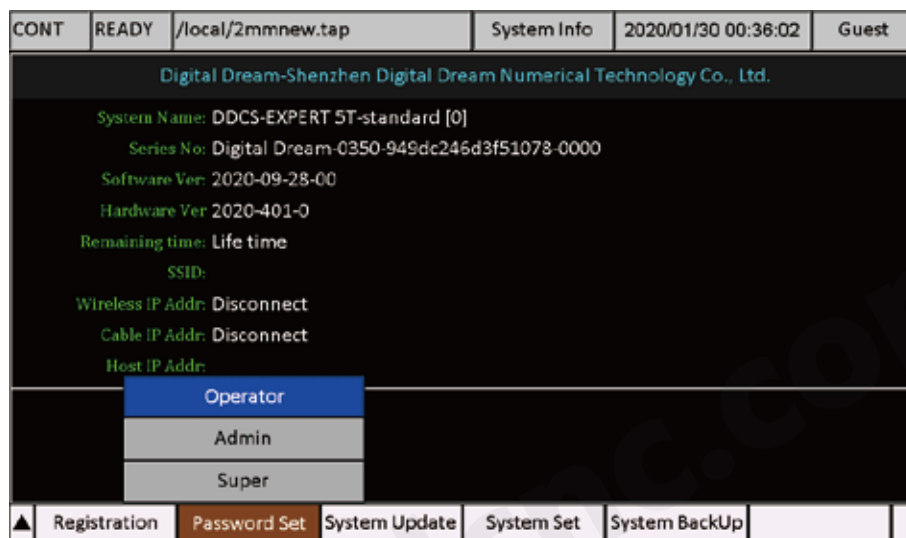 CONT READY /local/2mmnew.tap System Info 2020/01/30 00:36:02 Guest
Digital Dream-Shenzhen Digital Dream Numerical Technology Co., Ltd.
System Name: DDCS-EXPERT 5T-standard [0]
Series No: Digital Dream-0350-949dc246d3f51078-0000
Software Ver: 2020-09-28-00
Hardware Ver 2020-401-0
Remaining time: Life time
SSID:
Wireless IP Addr: Disconnect
Cable IP Addr: Disconnect
Host IP Addr:
Operator
Admin
Super
▲ Registration Password Set System Update System Set System BackUp